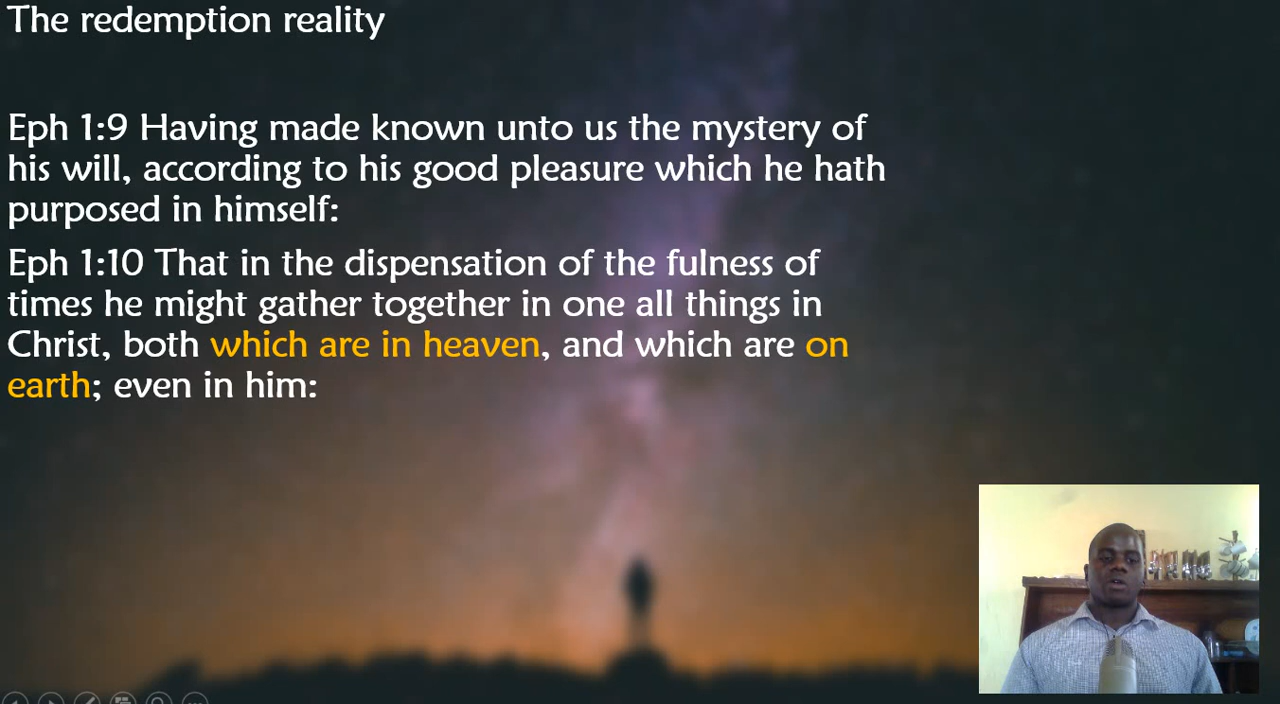 The redemption reality
Eph 1:9 Having made known unto us the mystery of
his will, according to his good pleasure which he hath
purposed in himself:
Eph 1:10 That in the dispensation of the fulness of
times he might gather together in one all things in
Christ, both which are in heaven, and which are on
earth; even in him: